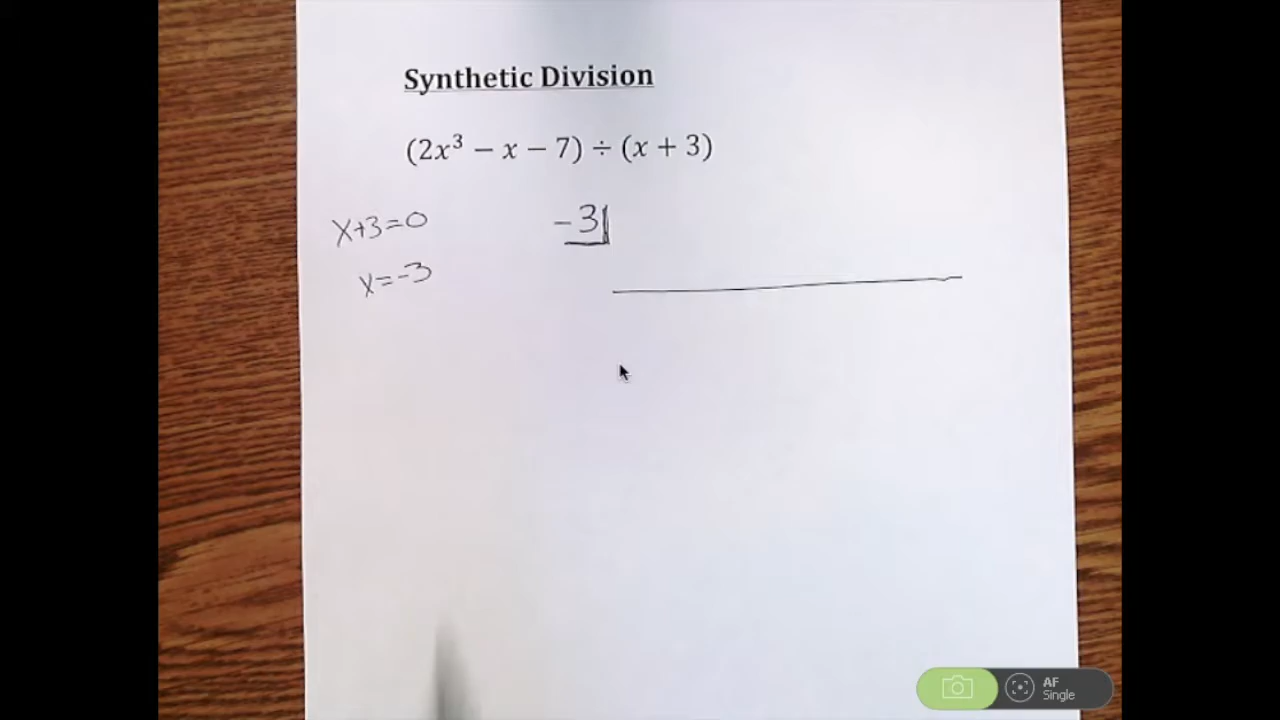 Synthetic Division
(2x³ − x − 7) ÷ (x + 3)
x+3=0
-3
x=-3
AF
Single